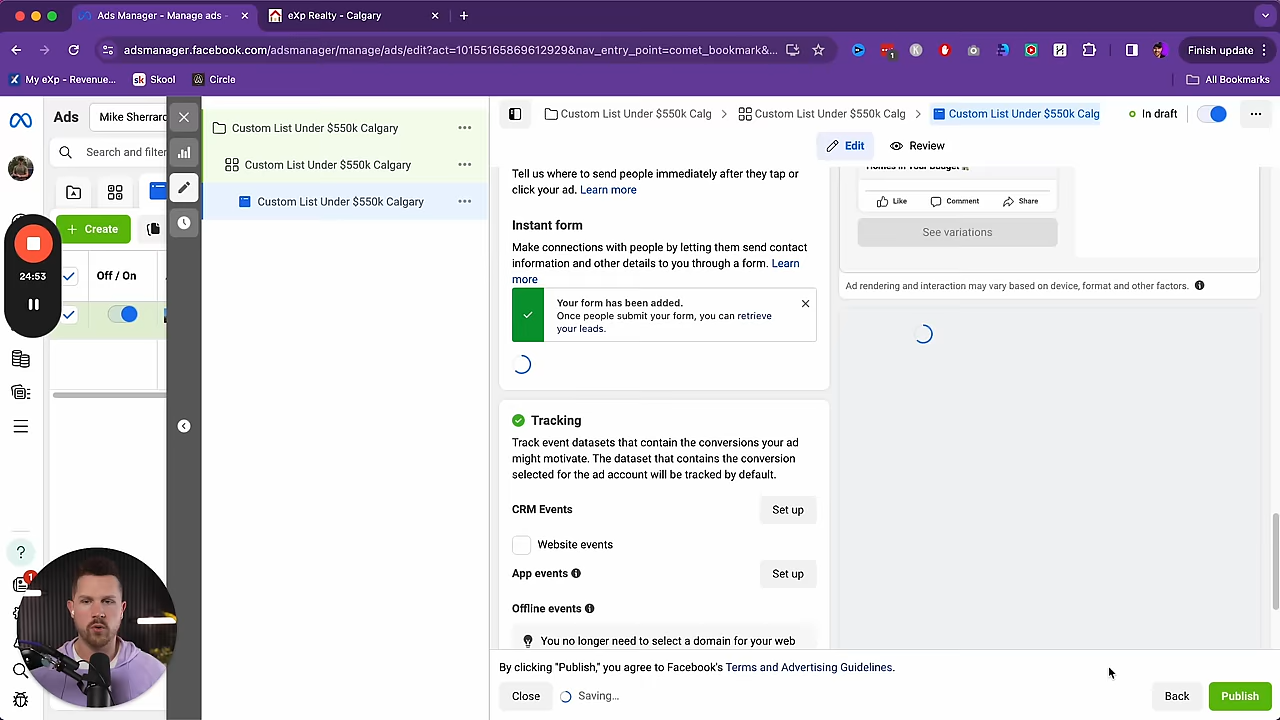 Ads Manager - Manage ads -
eXp Realty - Calgary
adsmanager.facebook.com/adsmanager/manage/ads/edit?act=10155165869612929&nav_entry_point=comet_bookmark&...
Finish update
My eXp - Revenue...
sk Skool
Circle
All Bookmarks
Ads
Mike Sherrard
Search and filter
Create
Off / On
24:53
1
Custom List Under $550k Calgary
Custom List Under $550k Calgary
Custom List Under $550k Calgary
Custom List Under $550k Calg
Custom List Under $550k Calg
Custom List Under $550k Calg
In draft
Edit
Review
Tell us where to send people immediately after they tap or
click your ad. Learn more
Instant form
Make connections with people by letting them send contact
information and other details to you through a form. Learn
more
Your form has been added.
Once people submit your form, you can retrieve
your leads.
Tracking
Track event datasets that contain the conversions your ad
might motivate. The dataset that contains the conversion
selected for the ad account will be tracked by default.
CRM Events
Set up
Website events
App events
Set up
Offline events
You no longer need to select a domain for your web
Homes in Your Budget
Like
Comment
Share
See variations
Ad rendering and interaction may vary based on device, format and other factors.
By clicking "Publish," you agree to Facebook's Terms and Advertising Guidelines.
Close
Saving...
Back
Publish